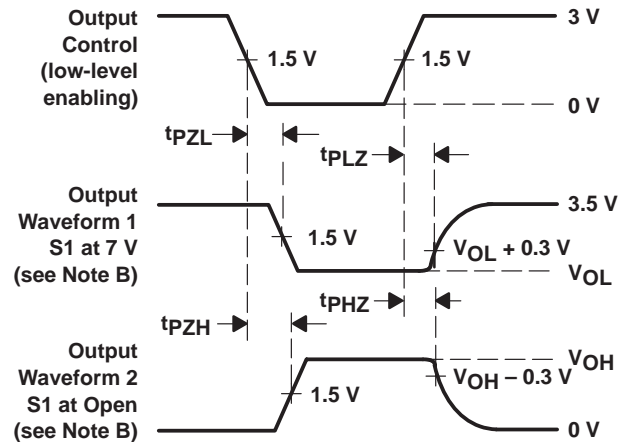 Output
Control
(low-level
enabling)
3 V
1.5 V
1.5 V
0 V
tPZL
tPLZ
Output
Waveform 1
S1 at 7 V
(see Note B)
3.5 V
1.5 V
VOL + 0.3 V
VOL
tPHZ
tPZH
Output
Waveform 2
S1 at Open
(see Note B)
VOH
VOH – 0.3 V
1.5 V
0 V